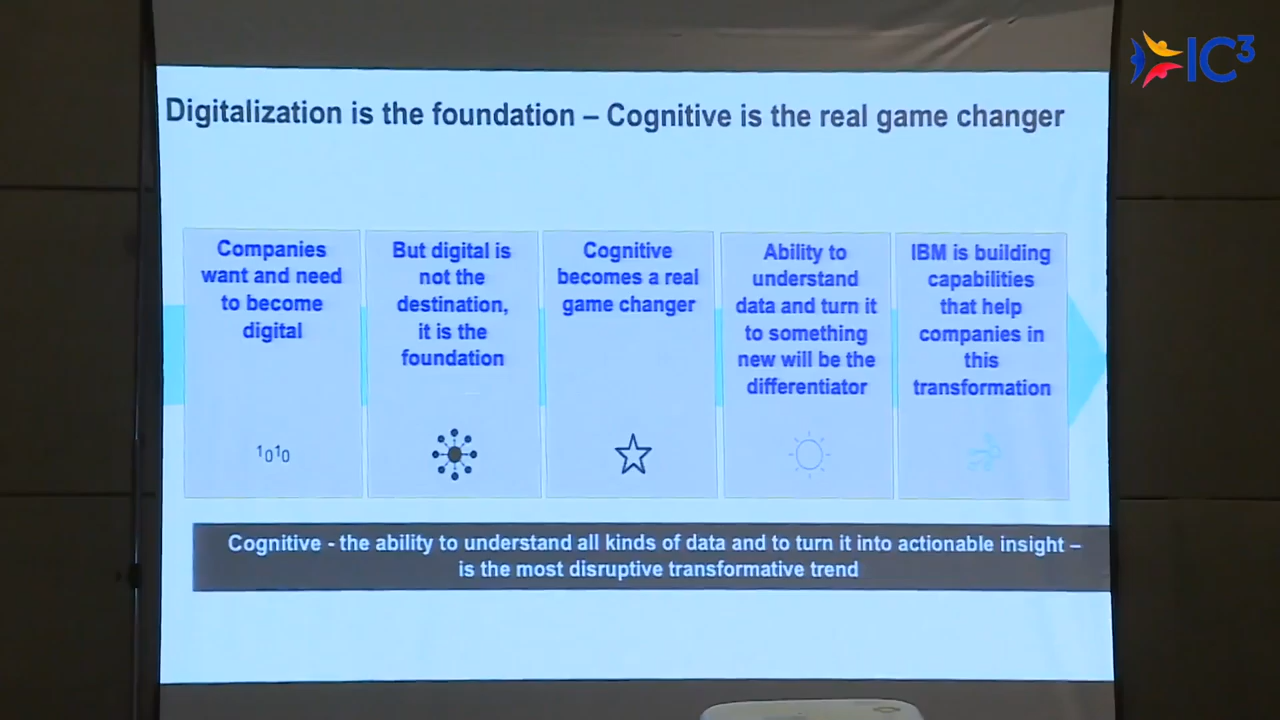 IC³
Digitalization is the foundation – Cognitive is the real game changer
Companies
want and need
to become
digital
¹0¹0
But digital is
not the
destination,
it is the
foundation
Cognitive
becomes a real
game changer
Ability to
understand
data and turn it
to something
new will be the
differentiator
IBM is building
capabilities
that help
companies in
this
transformation
Cognitive - the ability to understand all kinds of data and to turn it into actionable insight –
is the most disruptive transformative trend